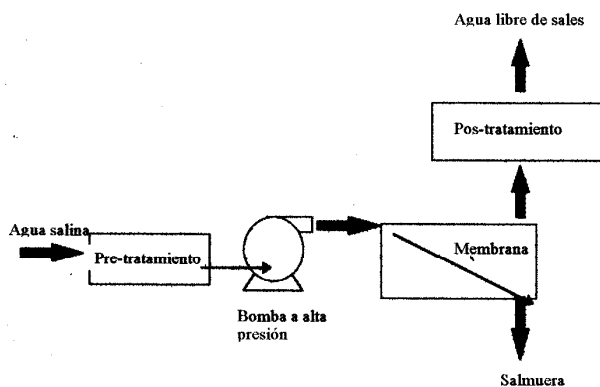 Agua libre de sales
Pos-tratamiento
Agua salina
Pre-tratamiento
Membrana
Bomba a alta
presión
Salmuera